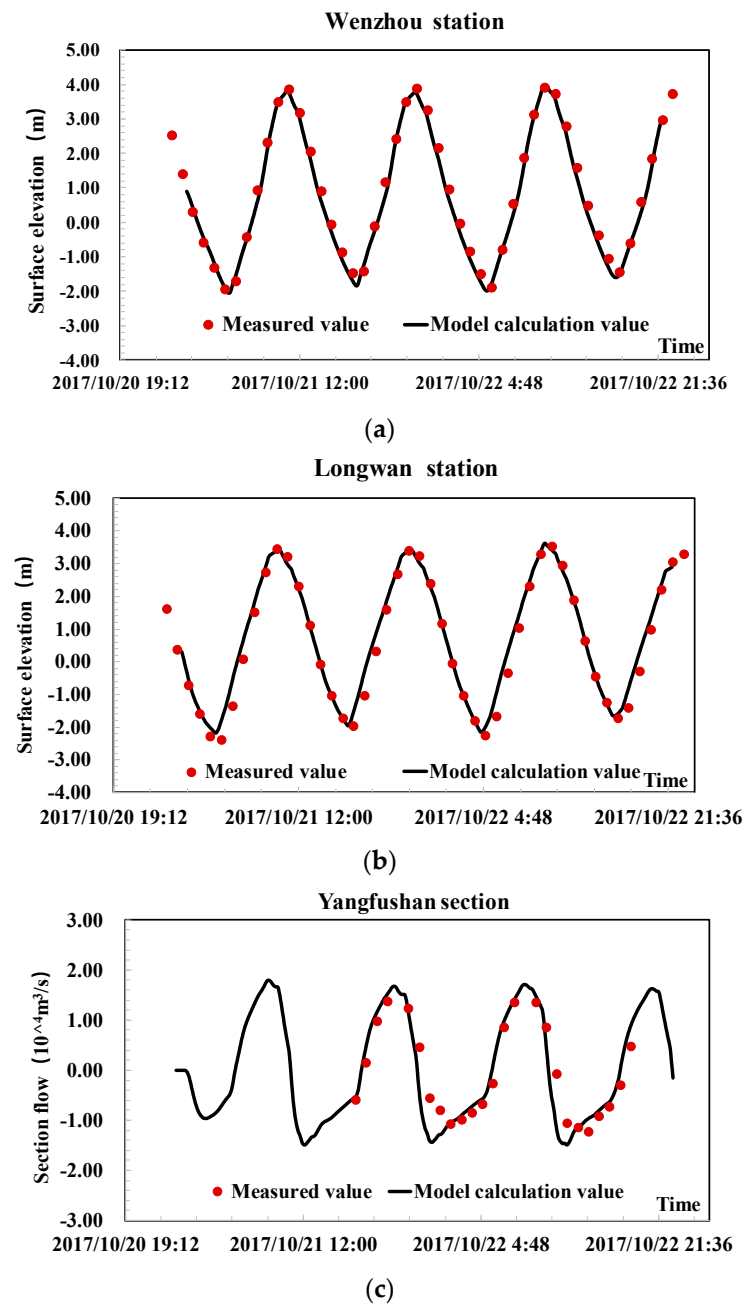 Wenzhou station
5.00
4.00
3.00
2.00
1.00
0.00
-1.00
-2.00
-3.00
-4.00
Surface elevation (m)
Measured value
Model calculation value
Time
2017/10/20 19:12 2017/10/21 12:00 2017/10/22 4:48 2017/10/22 21:36
(a)
Longwan station
5.00
4.00
3.00
2.00
1.00
0.00
-1.00
-2.00
-3.00
-4.00
Surface elevation (m)
Measured value
Model calculation value
Time
2017/10/20 19:12 2017/10/21 12:00 2017/10/22 4:48 2017/10/22 21:36
(b)
Yangfushan section
3.00
2.00
1.00
0.00
-1.00
-2.00
-3.00
Section flow (10^4m³/s)
Measured value
Model calculation value
Time
2017/10/20 19:12 2017/10/21 12:00 2017/10/22 4:48 2017/10/22 21:36
(c)